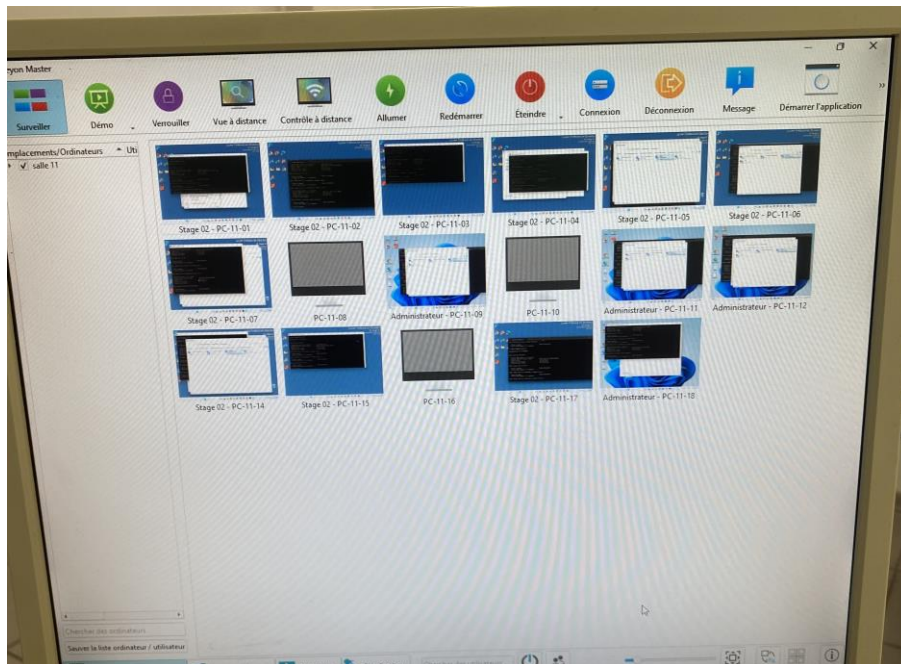 eyon Master
Surveiller
Démo
Verrouiller
Vue à distance
Contrôle à distance
Allumer
Redémarrer
Éteindre
Connexion
Déconnexion
Message
Démarrer l'application
»
mplacements/Ordinateurs Uti
salle 11
Stage 02 - PC-11-01
Stage 02 - PC-11-02
Stage 02 - PC-11-03
Stage 02 - PC-11-04
Stage 02 - PC-11-05
Stage 02 - PC-11-06
Stage 02 - PC-11-07
PC-11-08
Administrateur - PC-11-09
PC-11-10
Administrateur - PC-11-11
Administrateur - PC-11-12
Stage 02 - PC-11-14
Stage 02 - PC-11-15
PC-11-16
Stage 02 - PC-11-17
Administrateur - PC-11-18
Chercher des ordinateurs
Sauver la liste ordinateur / utilisateur